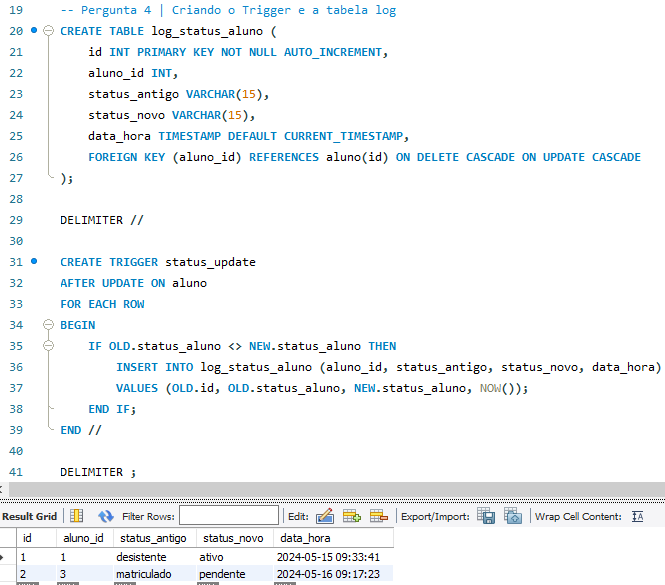 19 -- Pergunta 4 | Criando o Trigger e a tabela log
20 CREATE TABLE log_status_aluno (
21 id INT PRIMARY KEY NOT NULL AUTO_INCREMENT,
22 aluno_id INT,
23 status_antigo VARCHAR(15),
24 status_novo VARCHAR(15),
25 data_hora TIMESTAMP DEFAULT CURRENT_TIMESTAMP,
26 FOREIGN KEY (aluno_id) REFERENCES aluno(id) ON DELETE CASCADE ON UPDATE CASCADE
27 );
28
29 DELIMITER //
30
31 CREATE TRIGGER status_update
32 AFTER UPDATE ON aluno
33 FOR EACH ROW
34 BEGIN
35 IF OLD.status_aluno <> NEW.status_aluno THEN
36 INSERT INTO log_status_aluno (aluno_id, status_antigo, status_novo, data_hora)
37 VALUES (OLD.id, OLD.status_aluno, NEW.status_aluno, NOW());
38 END IF;
39 END //
40
41 DELIMITER ;
Result Grid Filter Rows: Edit: Export/Import: Wrap Cell Content:
id aluno_id status_antigo status_novo data_hora
1 1 desistente ativo 2024-05-15 09:33:41
2 3 matriculado pendente 2024-05-16 09:17:23